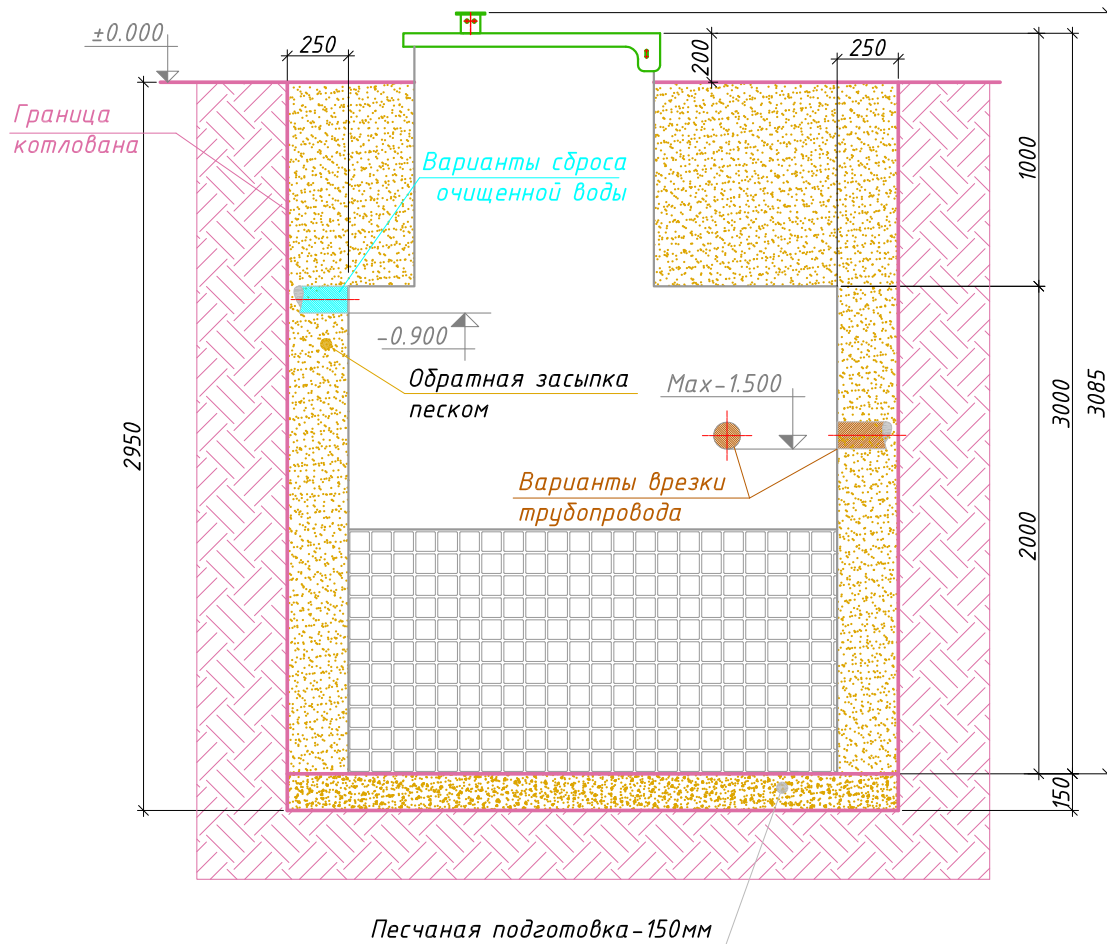 ±0.000
250
200
250
Граница
котлована
Варианты сброса
очищенной воды
1000
-0.900
Обратная засыпка
песком
Max-1.500
2950
3000
3085
Варианты врезки
трубопровода
2000
150
Песчаная подготовка-150мм